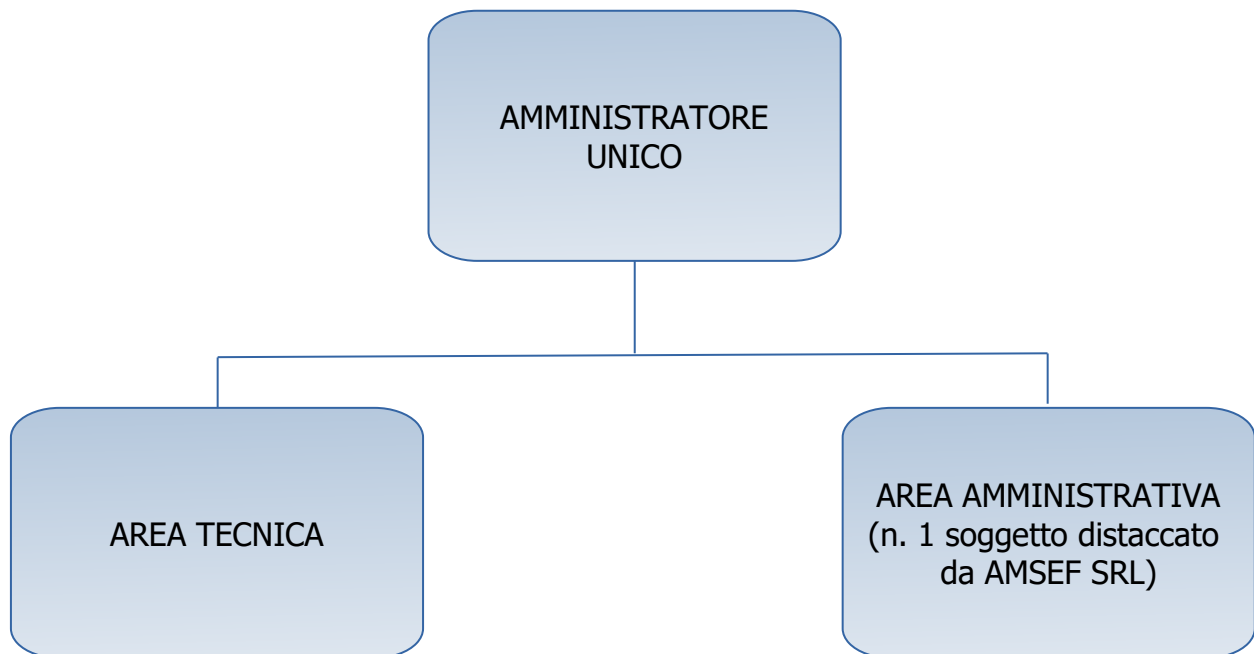 AMMINISTRATORE
UNICO
AREA TECNICA
AREA AMMINISTRATIVA
(n. 1 soggetto distaccato
da AMSEF SRL)